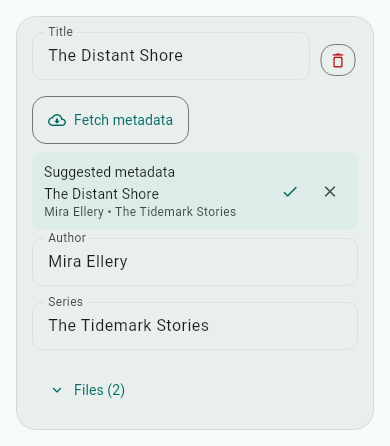 Title
The Distant Shore
Fetch metadata
Suggested metadata
The Distant Shore
Mira Ellery • The Tidemark Stories
Author
Mira Ellery
Series
The Tidemark Stories
Files (2)